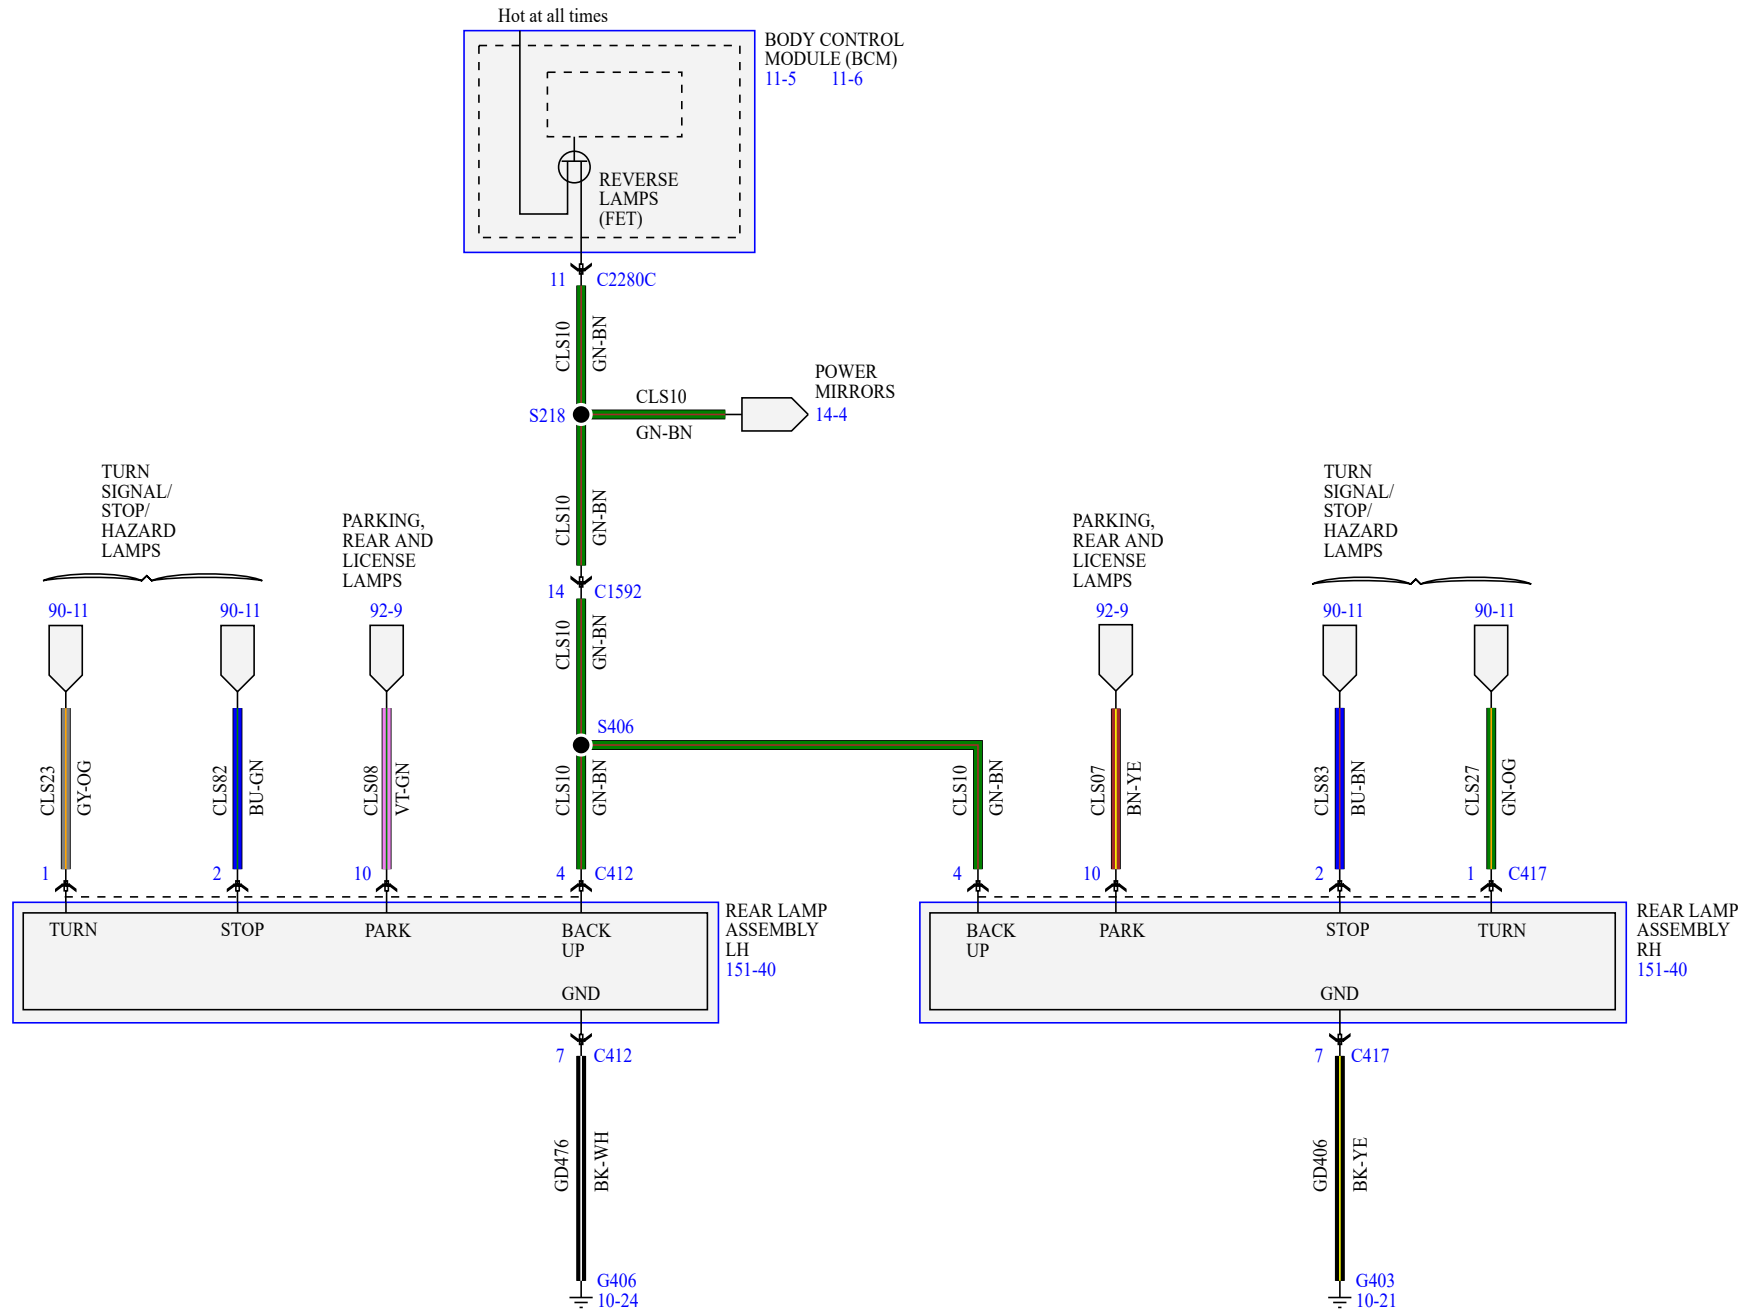 Hot at all times
BODY CONTROL
MODULE (BCM)
11-5 11-6
REVERSE
LAMPS
(FET)
11 C2280C
CLS10
GN-BN
POWER
MIRRORS
14-4
CLS10
S218
GN-BN
CLS10
GN-BN
TURN
SIGNAL/
STOP/
HAZARD
LAMPS
PARKING,
REAR AND
LICENSE
LAMPS
PARKING,
REAR AND
LICENSE
LAMPS
TURN
SIGNAL/
STOP/
HAZARD
LAMPS
14 C1592
90-11
90-11
92-9
92-9
90-11
90-11
CLS10
GN-BN
S406
CLS23
GY-OG
CLS82
BU-GN
CLS08
VT-GN
CLS10
GN-BN
CLS10
GN-BN
CLS07
BN-YE
CLS83
BU-BN
CLS27
GN-OG
1
2
10
4 C412
4
10
2
1 C417
TURN
STOP
PARK
BACK
UP
GND
REAR LAMP
ASSEMBLY
LH
151-40
BACK
UP
PARK
STOP
TURN
GND
REAR LAMP
ASSEMBLY
RH
151-40
7 C412
7 C417
GD476
BK-WH
GD406
BK-YE
G406
10-24
G403
10-21